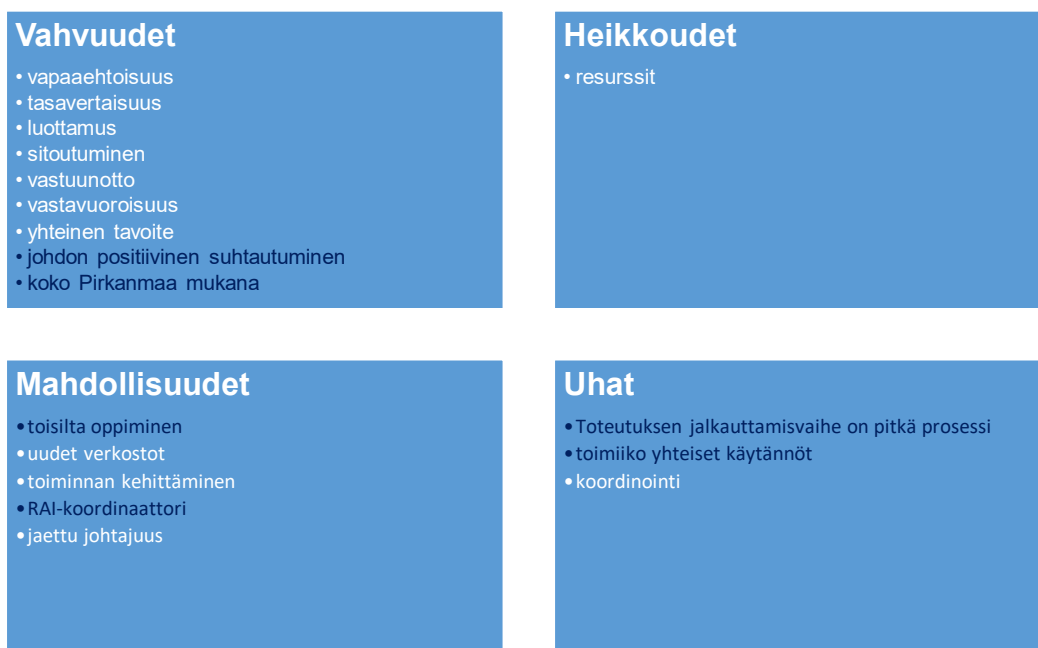 Vahvuudet
• vapaaehtoisuus
• tasavertaisuus
• luottamus
• sitoutuminen
• vastuunotto
• vastavuoroisuus
• yhteinen tavoite
• johdon positiivinen suhtautuminen
• koko Pirkanmaa mukana
Heikkoudet
• resurssit
Mahdollisuudet
• toisilta oppiminen
• uudet verkostot
• toiminnan kehittäminen
• RAI-koordinaattori
• jaettu johtajuus
Uhat
• Toteutuksen jalkauttamisvaihe on pitkä prosessi
• toimiiko yhteiset käytännöt
• koordinointi